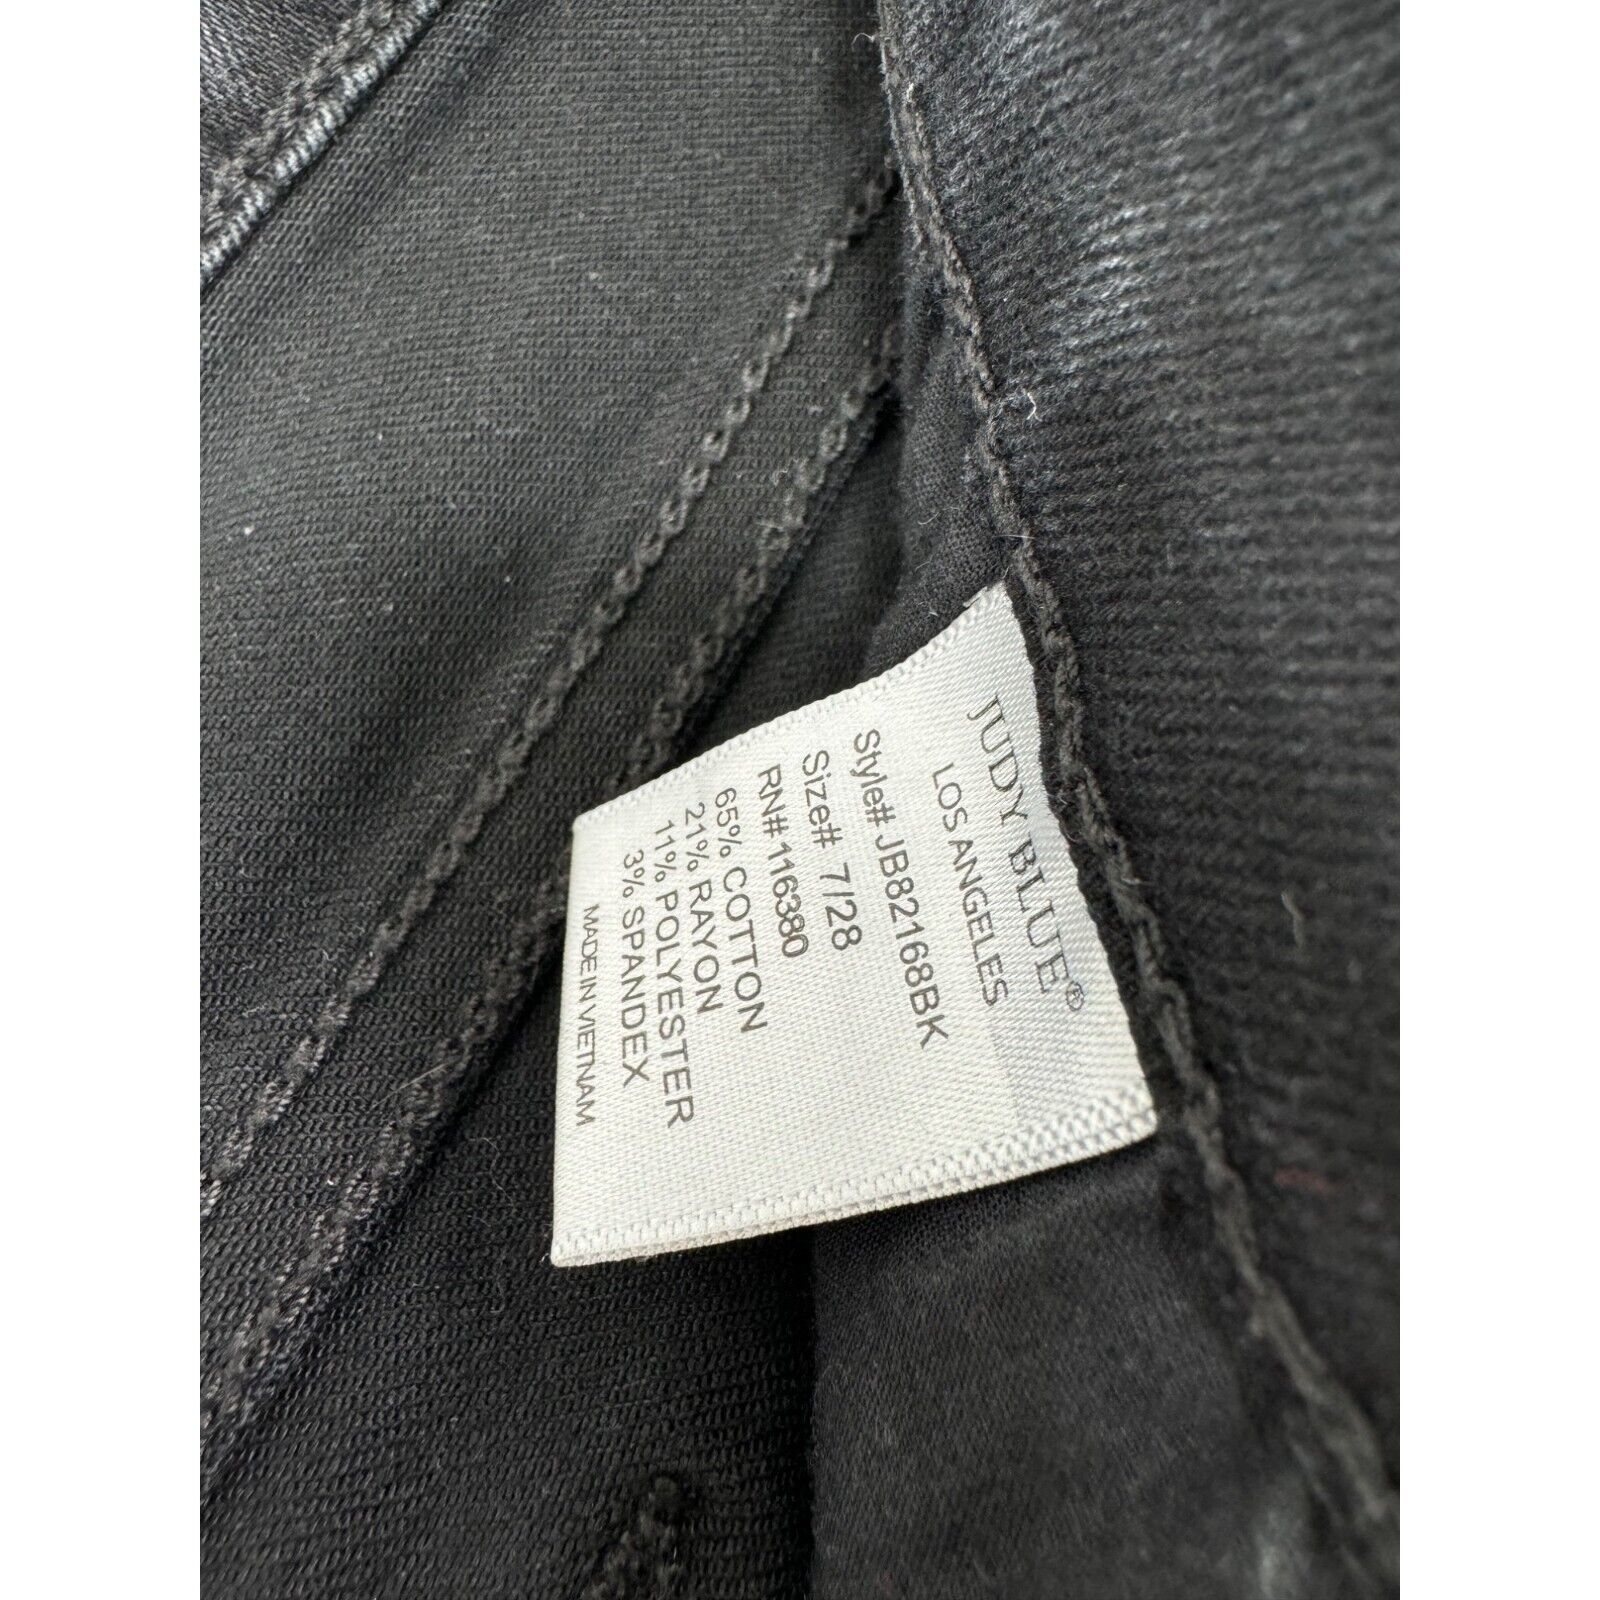 JUDY BLUE®
LOS ANGELES
Style# JB82168BK
Size# 7/28
RN# 116380
65% COTTON
21% RAYON
11% POLYESTER
3% SPANDEX
MADE IN VIETNAM